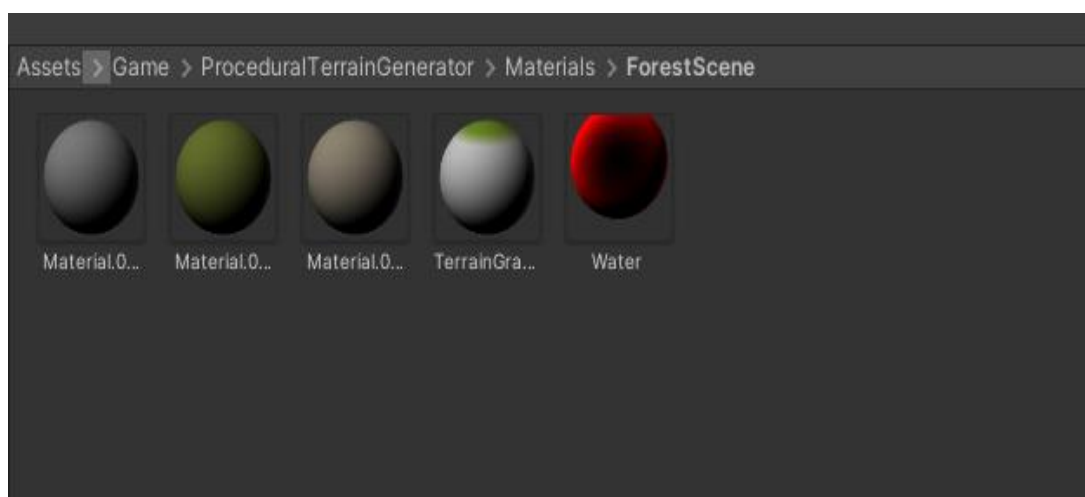 Assets > Game > ProceduralTerrainGenerator > Materials > ForestScene
Material.0... Material.0... Material.0... TerrainGra... Water